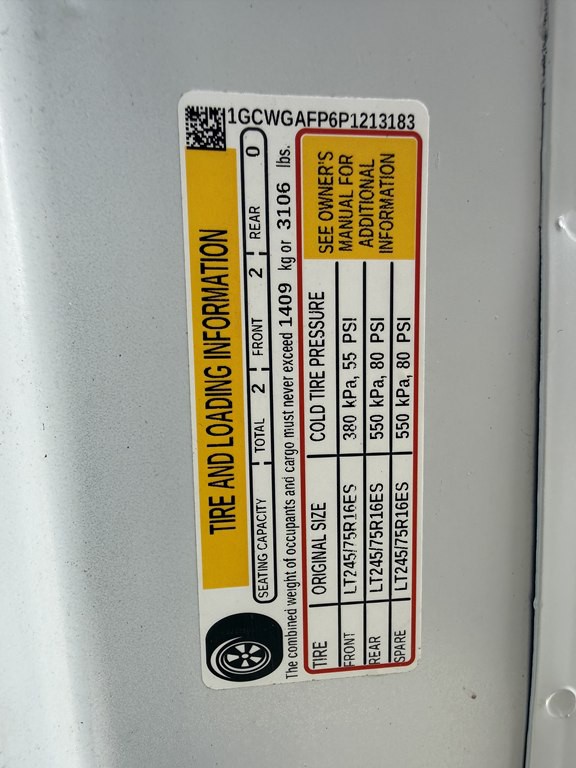 1GCWGAFP6P1213183
TIRE AND LOADING INFORMATION
SEATING CAPACITY TOTAL 2 FRONT 2 REAR 0
The combined weight of occupants and cargo must never exceed 1409 kg or 3106 lbs.
TIRE ORIGINAL SIZE COLD TIRE PRESSURE
FRONT LT245/75R16ES 380 kPa, 55 PSI
REAR LT245/75R16ES 550 kPa, 80 PSI
SPARE LT245/75R16ES 550 kPa, 80 PSI
SEE OWNER'S
MANUAL FOR
ADDITIONAL
INFORMATION